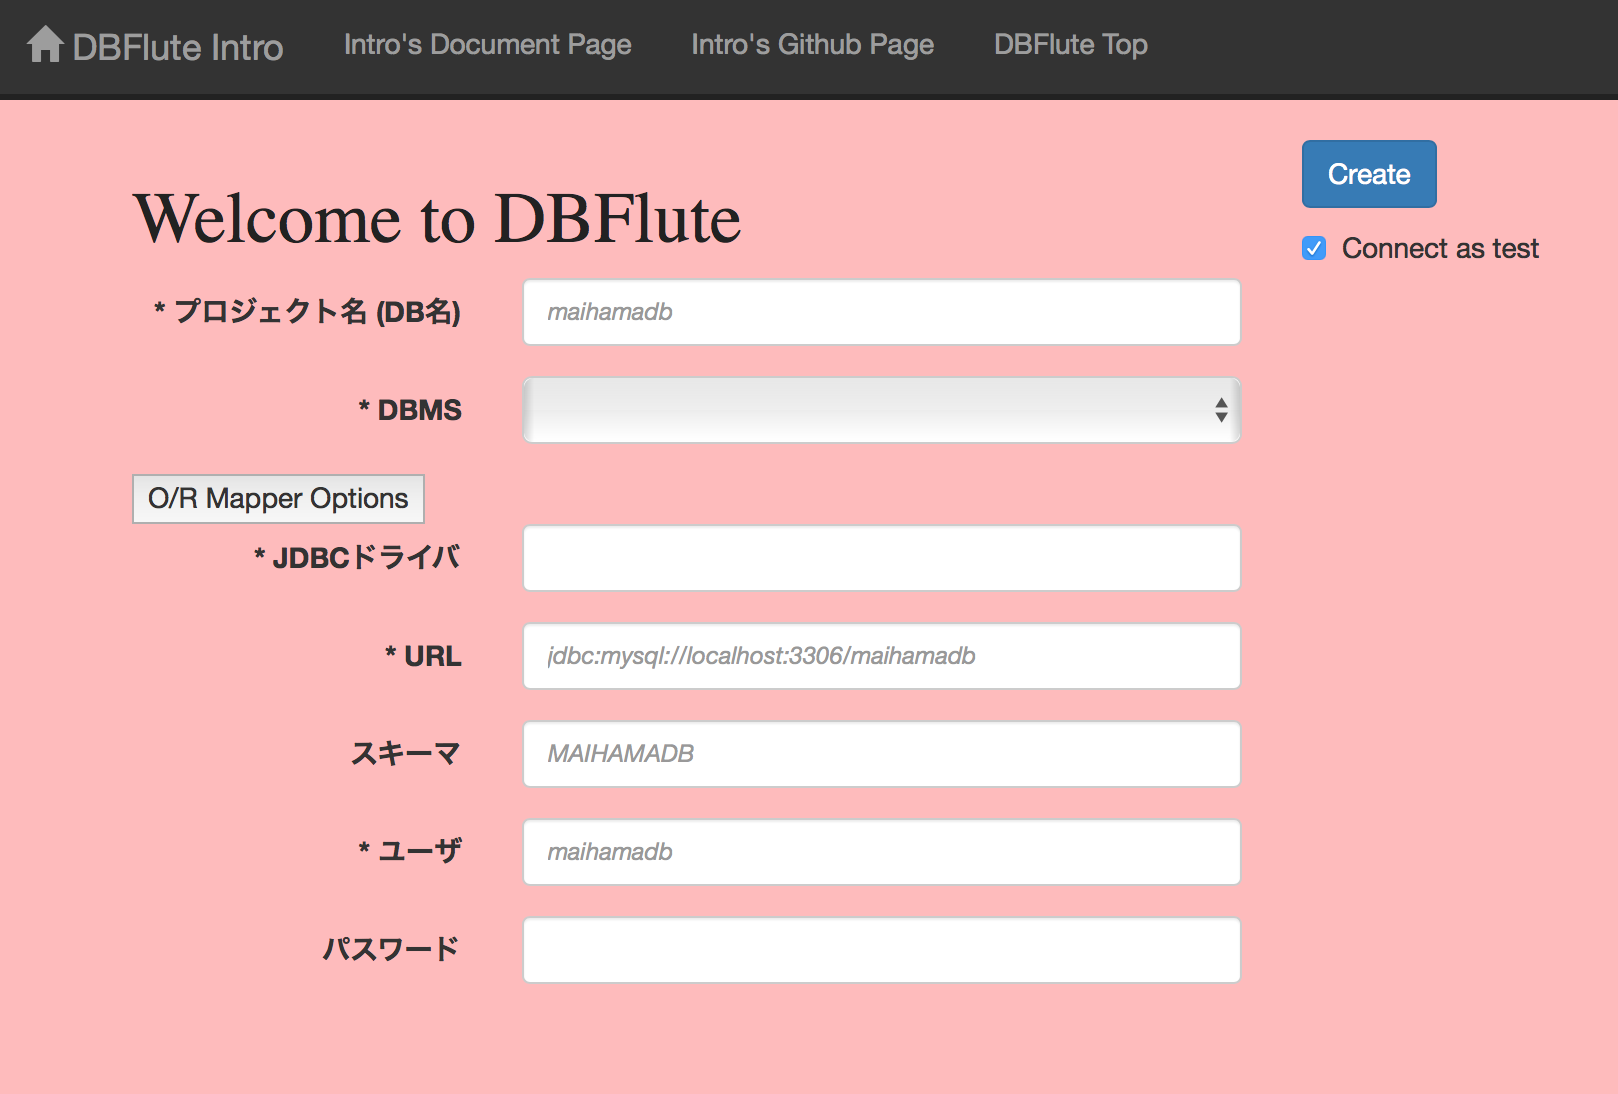 DBFlute Intro Intro's Document Page Intro's Github Page DBFlute Top
Create
Welcome to DBFlute
Connect as test
* プロジェクト名 (DB名) maihamadb
* DBMS
O/R Mapper Options
* JDBCドライバ
* URL jdbc:mysql://localhost:3306/maihamadb
スキーマ MAIHAMADB
* ユーザ maihamadb
パスワード